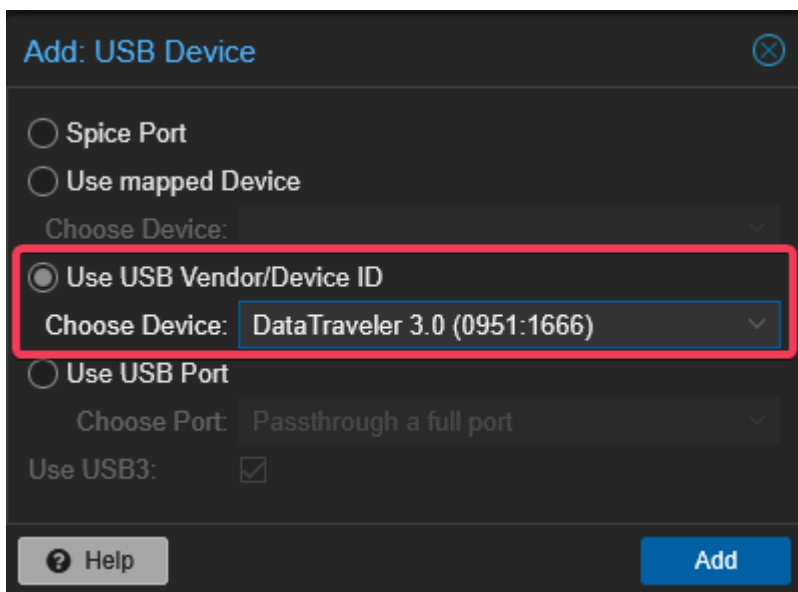 Add: USB Device
Spice Port
Use mapped Device
Choose Device:
Use USB Vendor/Device ID
Choose Device: DataTraveler 3.0 (0951:1666)
Use USB Port
Choose Port: Passthrough a full port
Use USB3:
? Help
Add